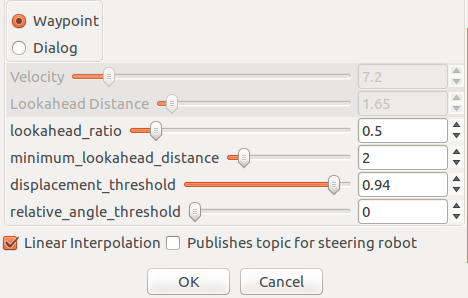 Waypoint
Dialog
Velocity 7.2
Lookahead Distance 1.65
lookahead_ratio 0.5
minimum_lookahead_distance 2
displacement_threshold 0.94
relative_angle_threshold 0
Linear Interpolation Publishes topic for steering robot
OK Cancel